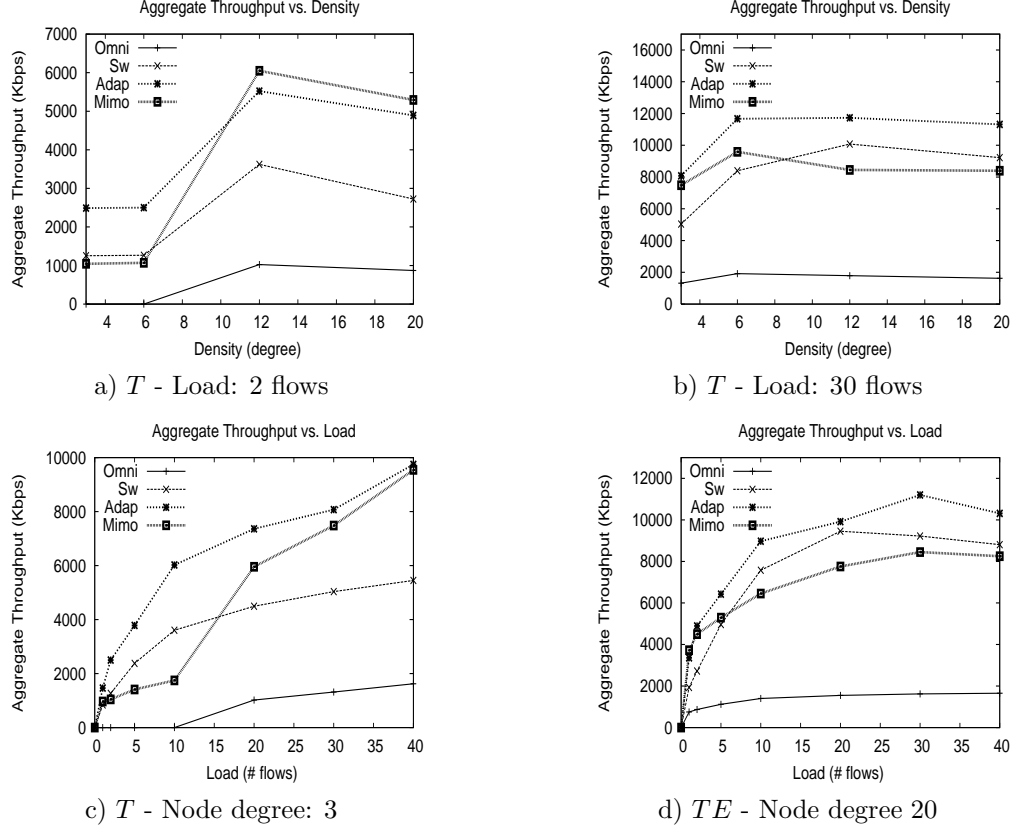 Aggregate Throughput vs. Density
Aggregate Throughput (Kbps)
7000
6000
5000
4000
3000
2000
1000
0
Omni
Sw
Adap
Mimo
4 6 8 10 12 14 16 18 20
Density (degree)
a) T - Load: 2 flows
Aggregate Throughput vs. Density
Aggregate Throughput (Kbps)
16000
14000
12000
10000
8000
6000
4000
2000
0
Omni
Sw
Adap
Mimo
4 6 8 10 12 14 16 18 20
Density (degree)
b) T - Load: 30 flows
Aggregate Throughput vs. Load
Aggregate Throughput (Kbps)
10000
8000
6000
4000
2000
0
Omni
Sw
Adap
Mimo
0 5 10 15 20 25 30 35 40
Load (# flows)
c) T - Node degree: 3
Aggregate Throughput vs. Load
Aggregate Throughput (Kbps)
12000
10000
8000
6000
4000
2000
0
Omni
Sw
Adap
Mimo
0 5 10 15 20 25 30 35 40
Load (# flows)
d) TE - Node degree 20